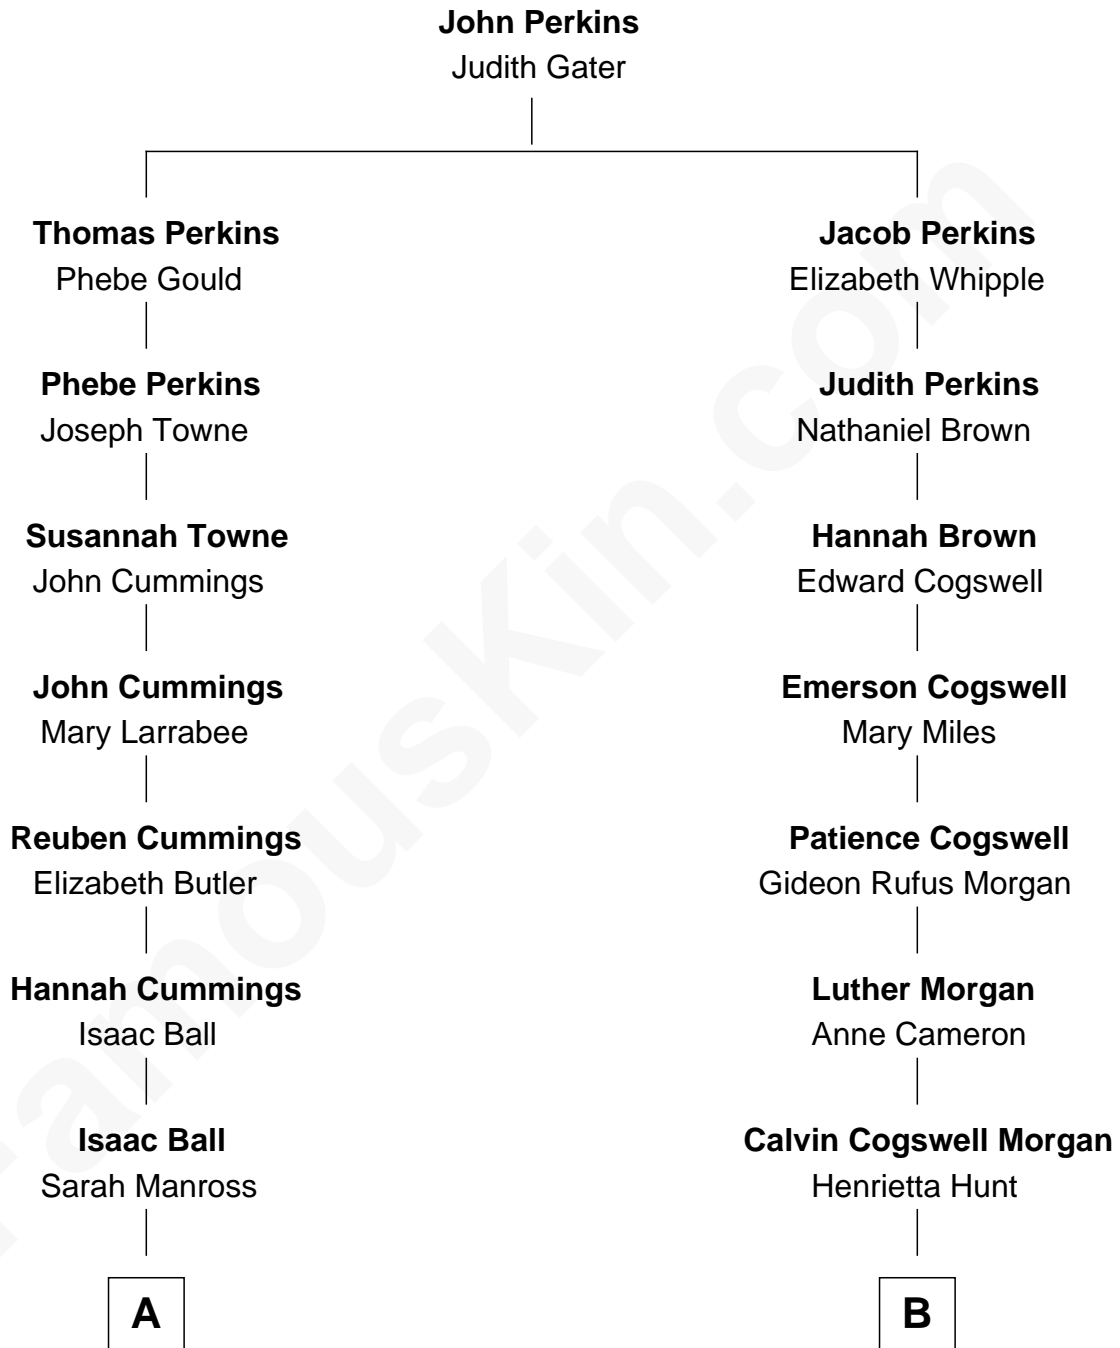 John Perkins
Judith Gater
Thomas Perkins
Phebe Gould
Jacob Perkins
Elizabeth Whipple
Phebe Perkins
Joseph Towne
Judith Perkins
Nathaniel Brown
Susannah Towne
John Cummings
Hannah Brown
Edward Cogswell
John Cummings
Mary Larrabee
Emerson Cogswell
Mary Miles
Reuben Cummings
Elizabeth Butler
Patience Cogswell
Gideon Rufus Morgan
Hannah Cummings
Isaac Ball
Luther Morgan
Anne Cameron
Isaac Ball
Sarah Manross
Calvin Cogswell Morgan
Henrietta Hunt
A
B
FamousKin.com